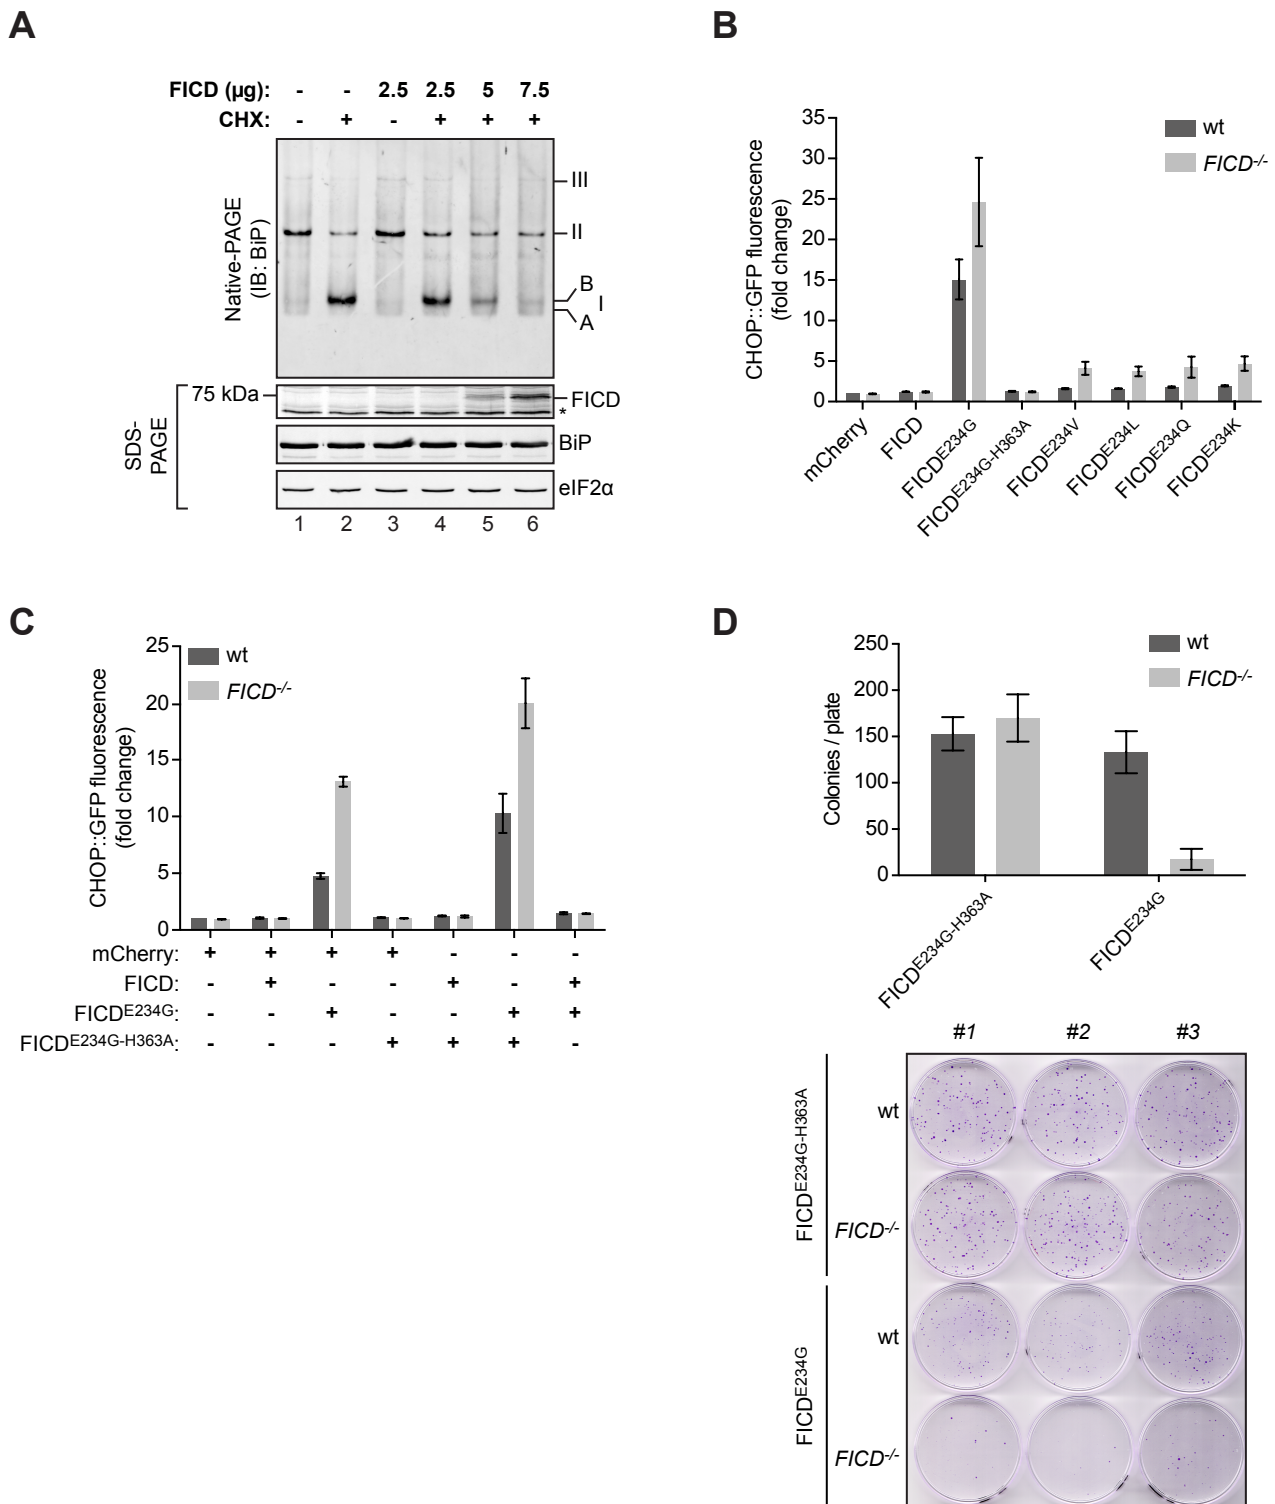 A
FICD (µg): - - 2.5 2.5 5 7.5
CHX: - + - + + +
Native-PAGE
(IB: BiP)
III
II
B
I
A
SDS-
PAGE
75 kDa
FICD
*
BiP
eIF2α
1 2 3 4 5 6
B
CHOP::GFP fluorescence
(fold change)
35
30
25
20
15
10
5
0
wt
FICD-/-
mCherry
FICD
FICDE234G
FICDE234G-H363A
FICDE234V
FICDE234L
FICDE234Q
FICDE234K
C
CHOP::GFP fluorescence
(fold change)
25
20
15
10
5
0
wt
FICD-/-
mCherry: + + + + - - -
FICD: - + - - + - +
FICDE234G: - - + - - + +
FICDE234G-H363A: - - - + + + -
D
Colonies / plate
250
200
150
100
50
0
wt
FICD-/-
FICDE234G-H363A
FICDE234G
#1 #2 #3
FICDE234G-H363A
wt
FICD-/-
FICDE234G
wt
FICD-/-